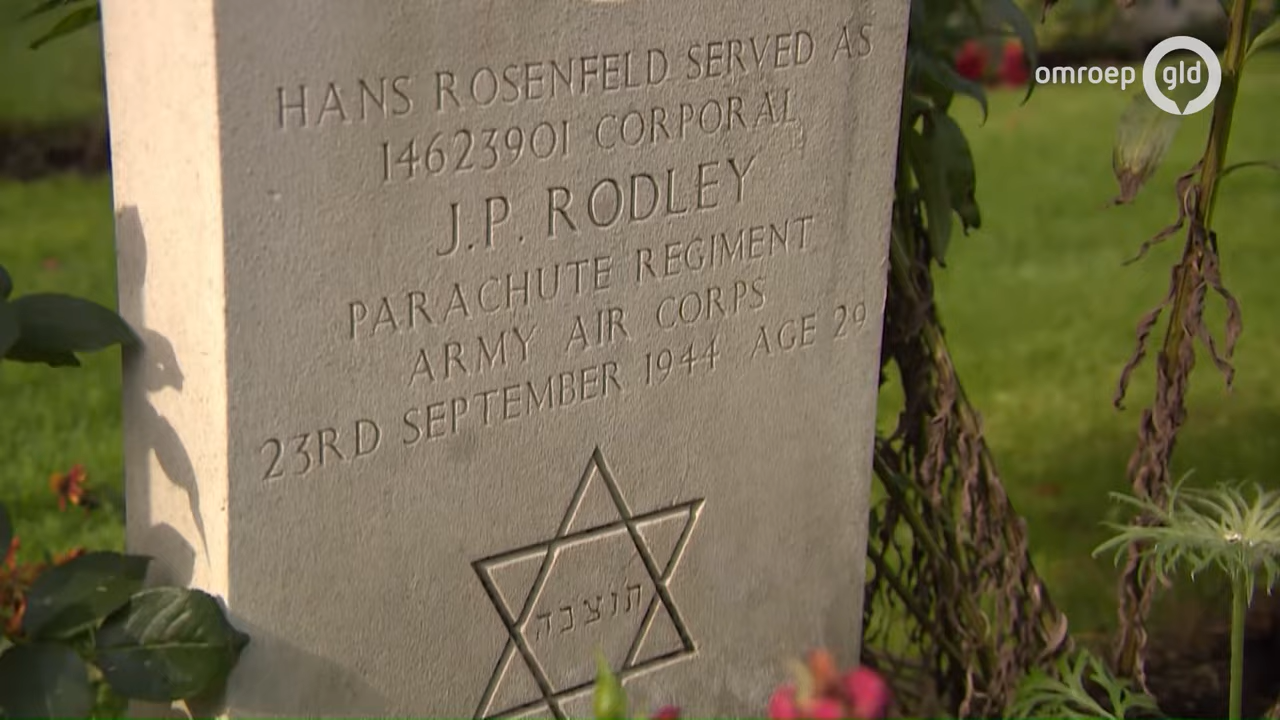 HANS ROSENFELD SERVED AS
14623901 CORPORAL
J.P. RODLEY
PARACHUTE REGIMENT
ARMY AIR CORPS
23RD SEPTEMBER 1944 AGE 29
תנצבה
omroep gld